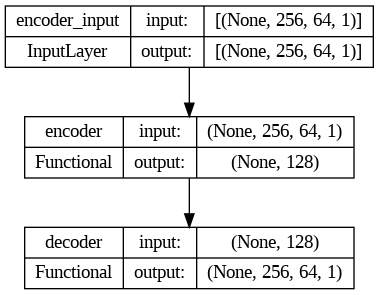 encoder_input input: [(None, 256, 64, 1)]
InputLayer output: [(None, 256, 64, 1)]
encoder input: (None, 256, 64, 1)
Functional output: (None, 128)
decoder input: (None, 128)
Functional output: (None, 256, 64, 1)